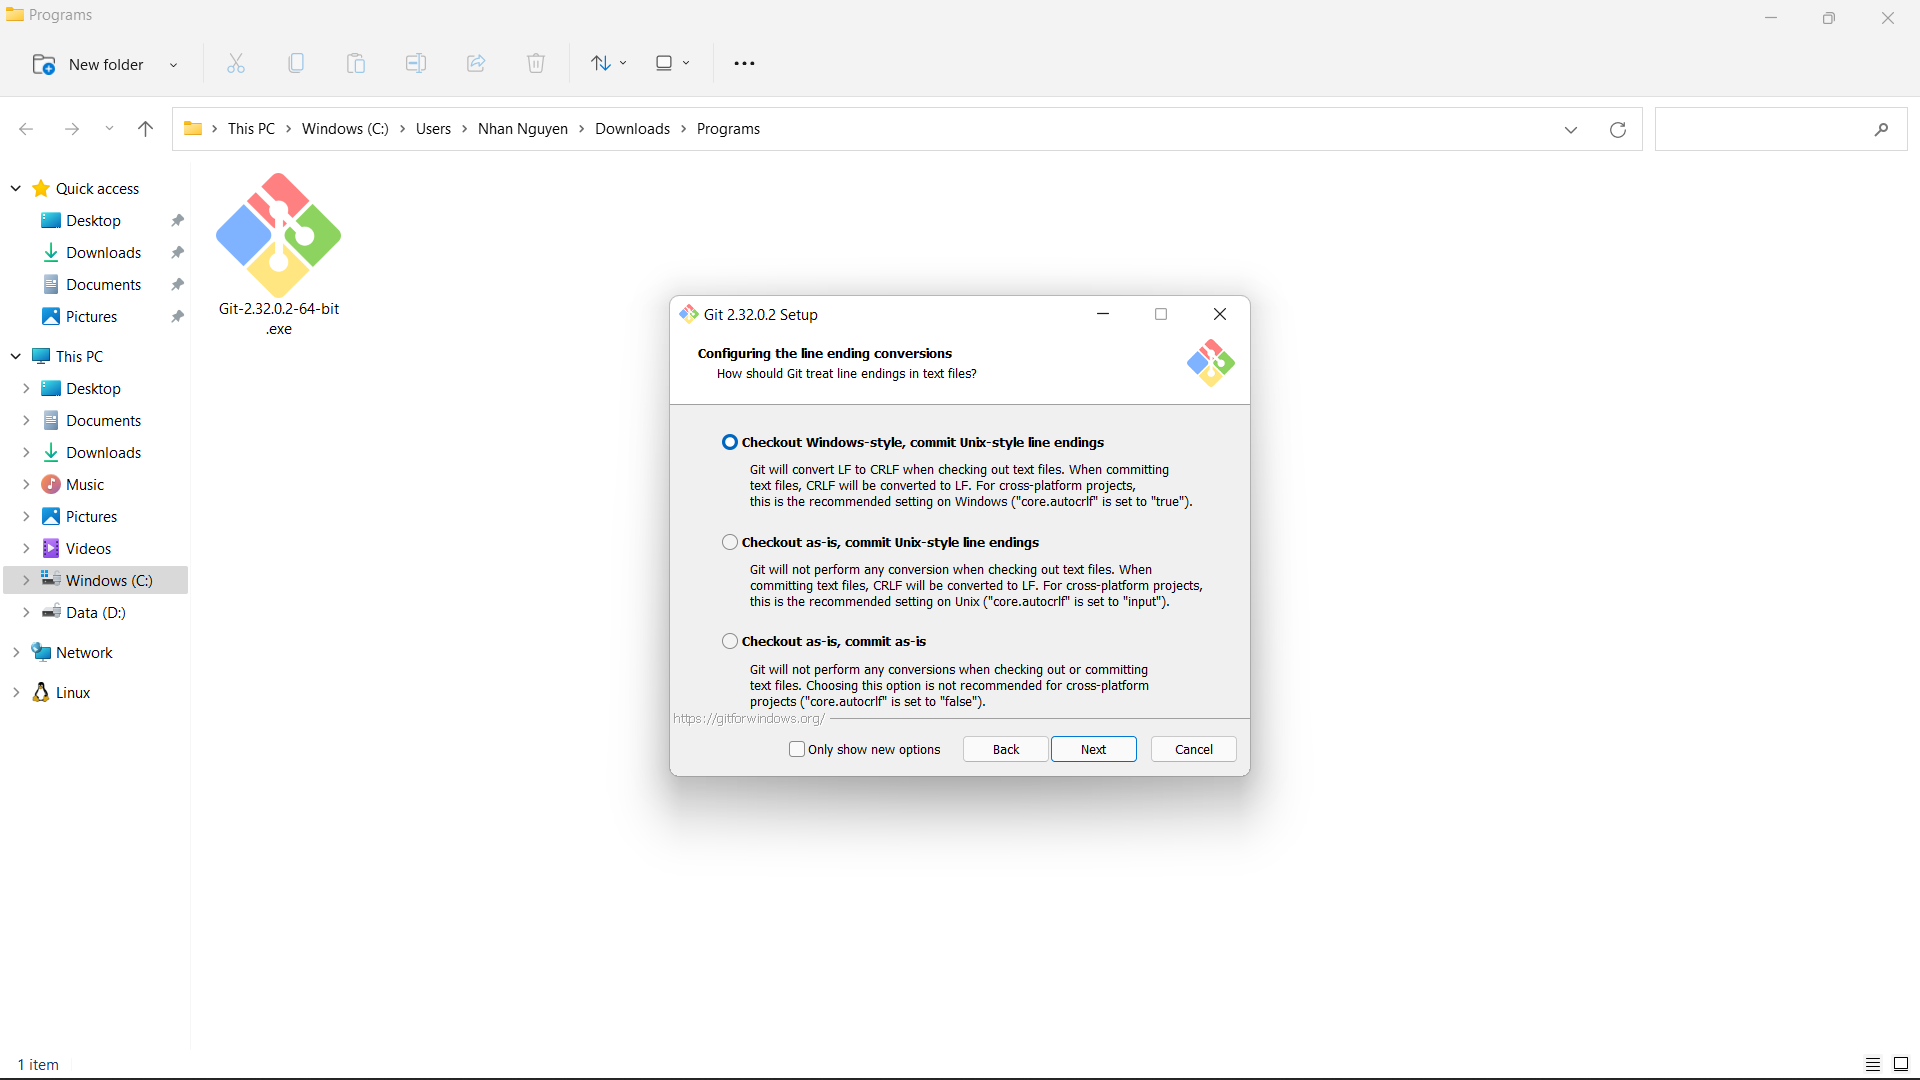 Programs
New folder
This PC
Windows (C:)
Users
Nhan Nguyen
Downloads
Programs
Quick access
Desktop
Downloads
Documents
Pictures
This PC
Desktop
Documents
Downloads
Music
Pictures
Videos
Windows (C:)
Data (D:)
Network
Linux
Git-2.32.0.2-64-bit
.exe
Git 2.32.0.2 Setup
Configuring the line ending conversions
How should Git treat line endings in text files?
Checkout Windows-style, commit Unix-style line endings
Git will convert LF to CRLF when checking out text files. When committing
text files, CRLF will be converted to LF. For cross-platform projects,
this is the recommended setting on Windows ("core.autocrlf" is set to "true").
Checkout as-is, commit Unix-style line endings
Git will not perform any conversion when checking out text files. When
committing text files, CRLF will be converted to LF. For cross-platform projects,
this is the recommended setting on Unix ("core.autocrlf" is set to "input").
Checkout as-is, commit as-is
Git will not perform any conversions when checking out or committing
text files. Choosing this option is not recommended for cross-platform
projects ("core.autocrlf" is set to "false").
https://gitforwindows.org/
Only show new options
Back
Next
Cancel
1 item